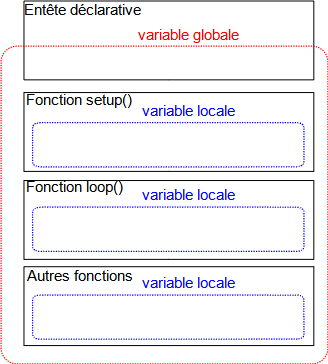 Entête déclarative
variable globale
Fonction setup()
variable locale
Fonction loop()
variable locale
Autres fonctions
variable locale